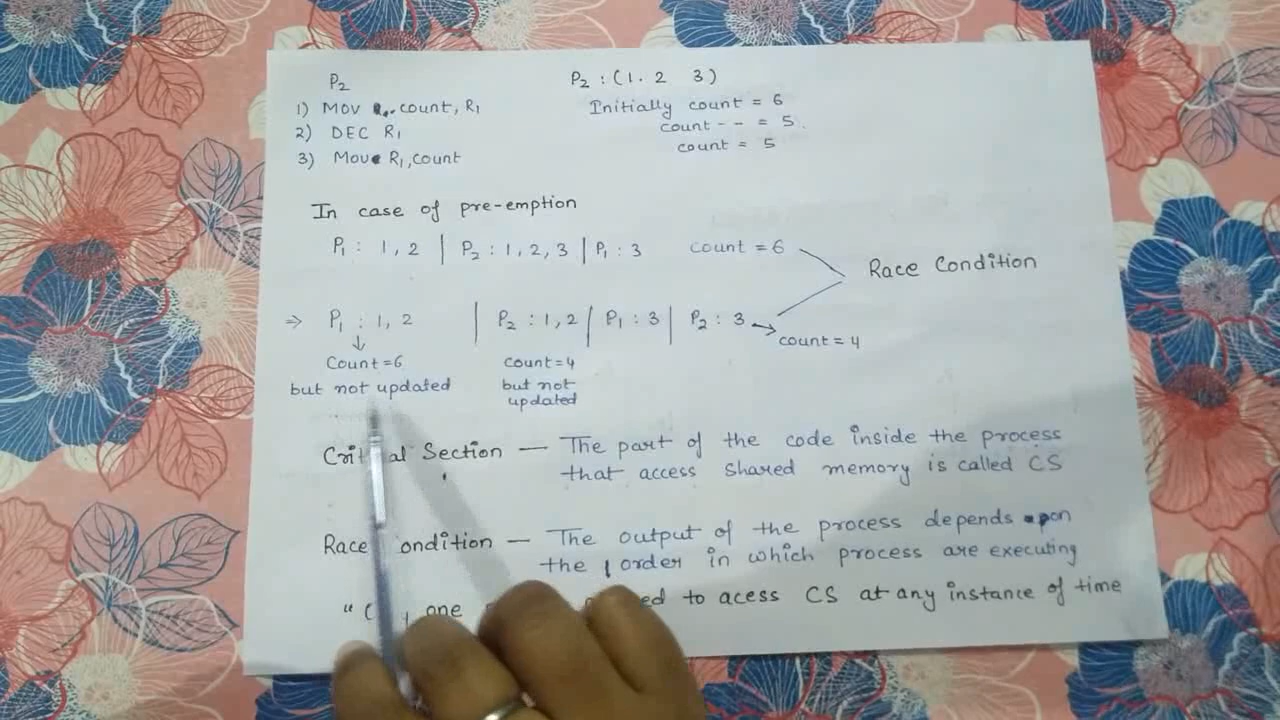 P2
P2 : (1. 2 3)
1) MOV count, R1
Initially count = 6
2) DEC R1
count - - = 5
3) Move R1, count
count = 5
In case of pre-emption
P1 : 1, 2 | P2 : 1, 2, 3 | P1 : 3 count = 6
Race Condition
⇒ P1 : 1, 2 | P2 : 1, 2 | P1 : 3 | P2 : 3 → count = 4
↓
Count = 6
but not updated
count = 4
but not
updated
Critical Section — The part of the code inside the process
that access shared memory is called CS
Race ondition — The output of the process depends upon
the order in which process are executing
" one ed to acess CS at any instance of time